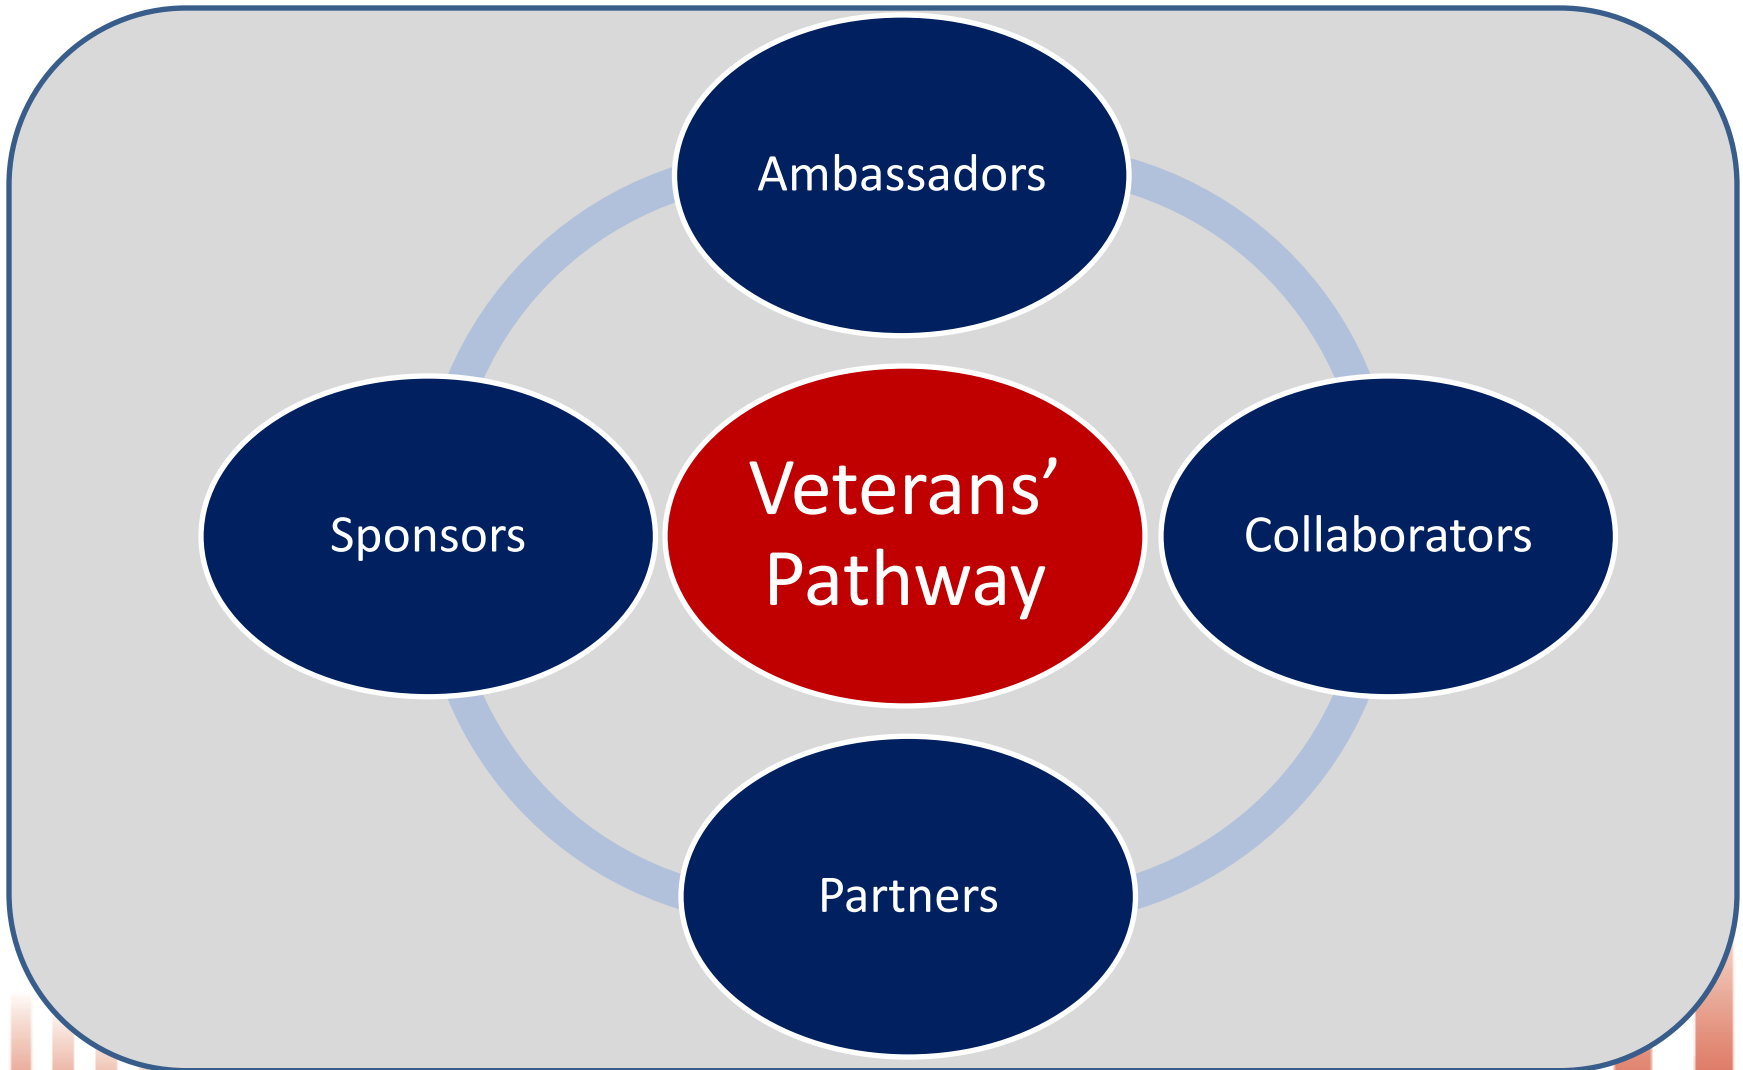 Ambassadors
Sponsors
Veterans’
Pathway
Collaborators
Partners